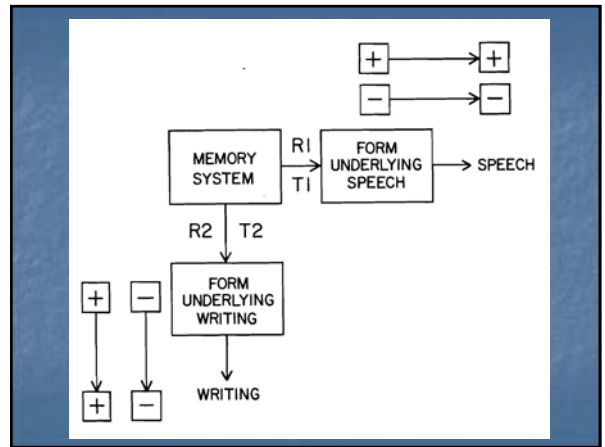 + +
- -
MEMORY
SYSTEM
R1
T1
FORM
UNDERLYING
SPEECH
SPEECH
R2 T2
FORM
UNDERLYING
WRITING
+ -
+ -
WRITING